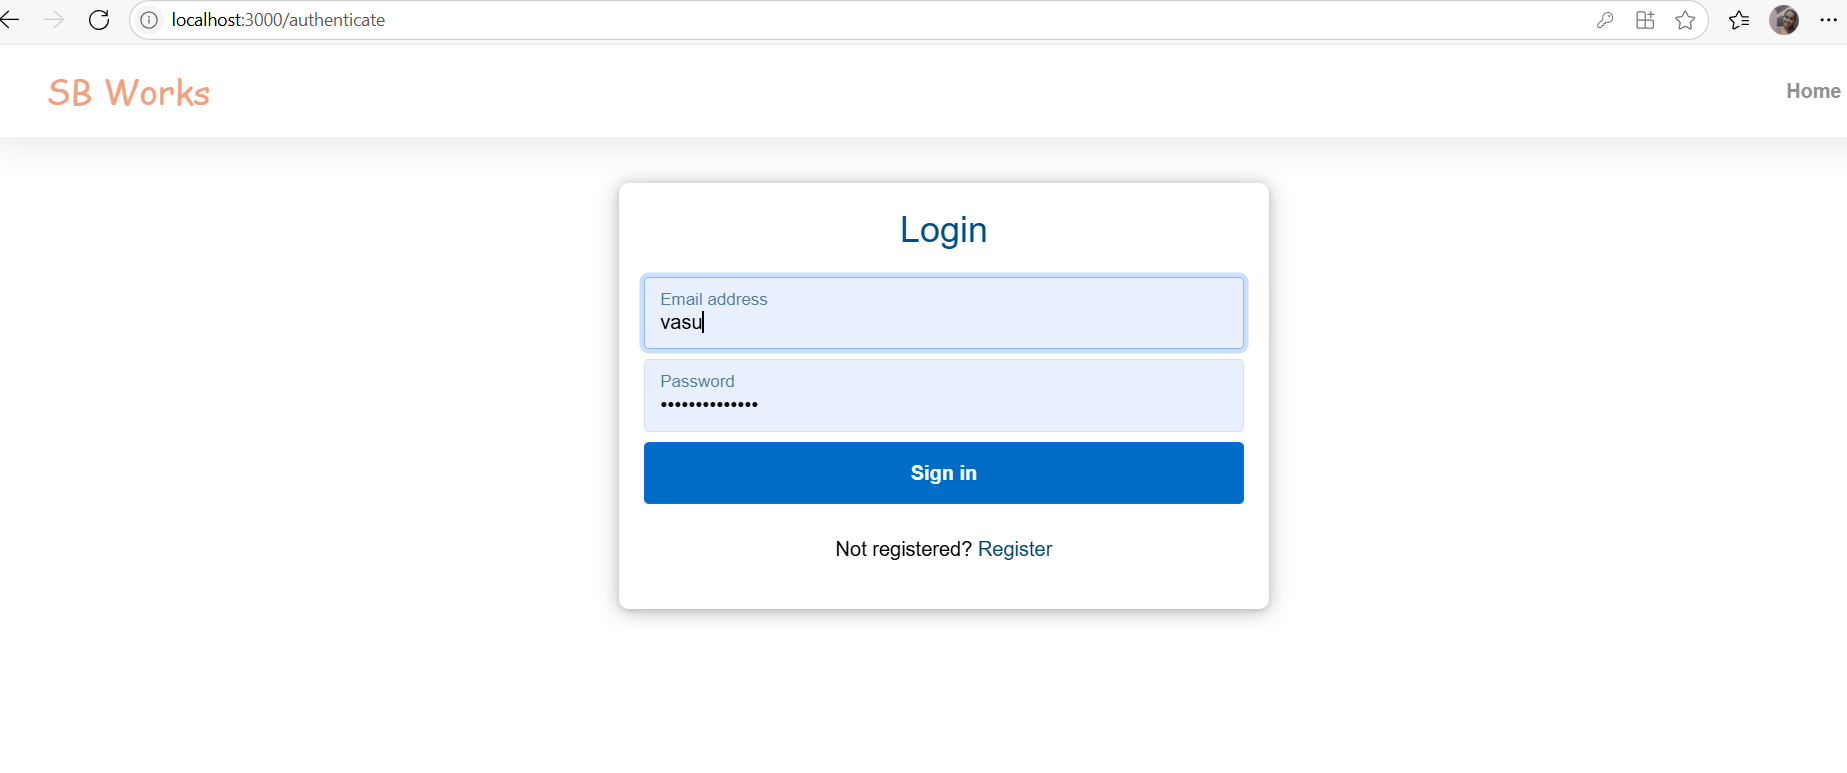 localhost:3000/authenticate
SB Works
Home
Login
Email address
vasu
Password
••••••••••••••
Sign in
Not registered? Register